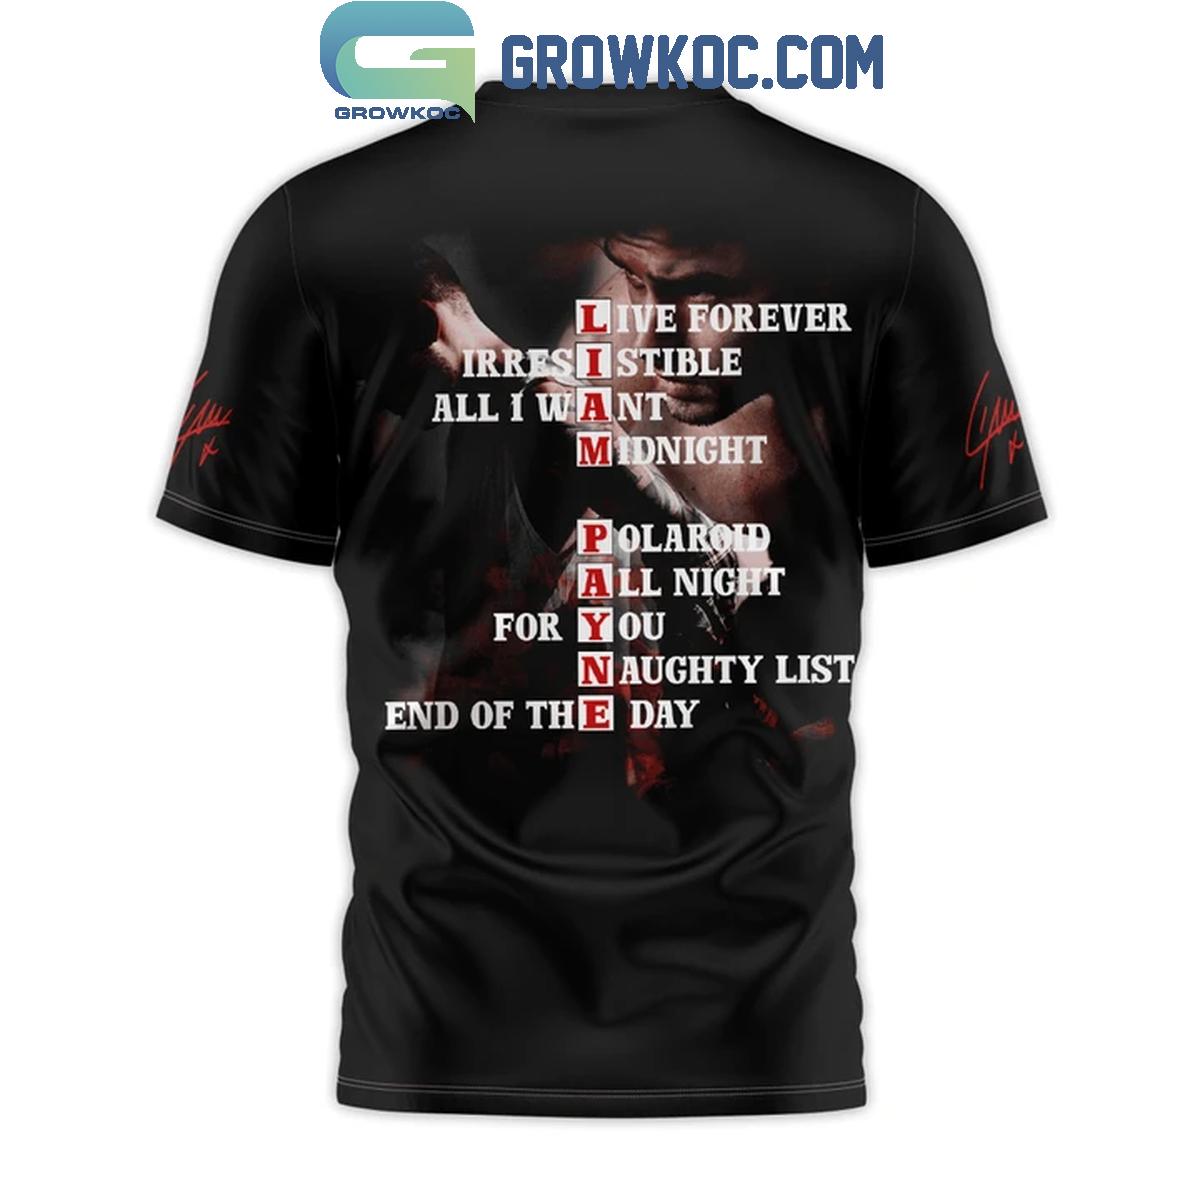 GROWKOC.COM
GROWKOC
LIVE FOREVER
IRRESISTIBLE
ALL I WANT
MIDNIGHT
POLAROID
ALL NIGHT
FOR YOU
NAUGHTY LIST
END OF THE DAY